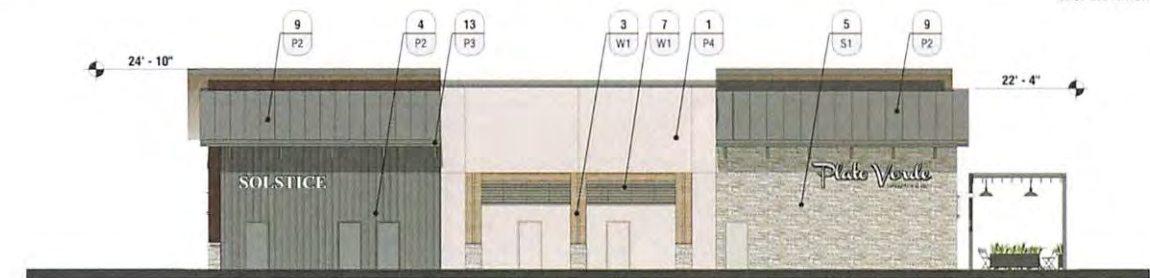 9
P2
4
P2
13
P3
3
W1
7
W1
1
P4
5
S1
9
P2
24' - 10"
22' - 4"
SOLSTICE
Plate Verde